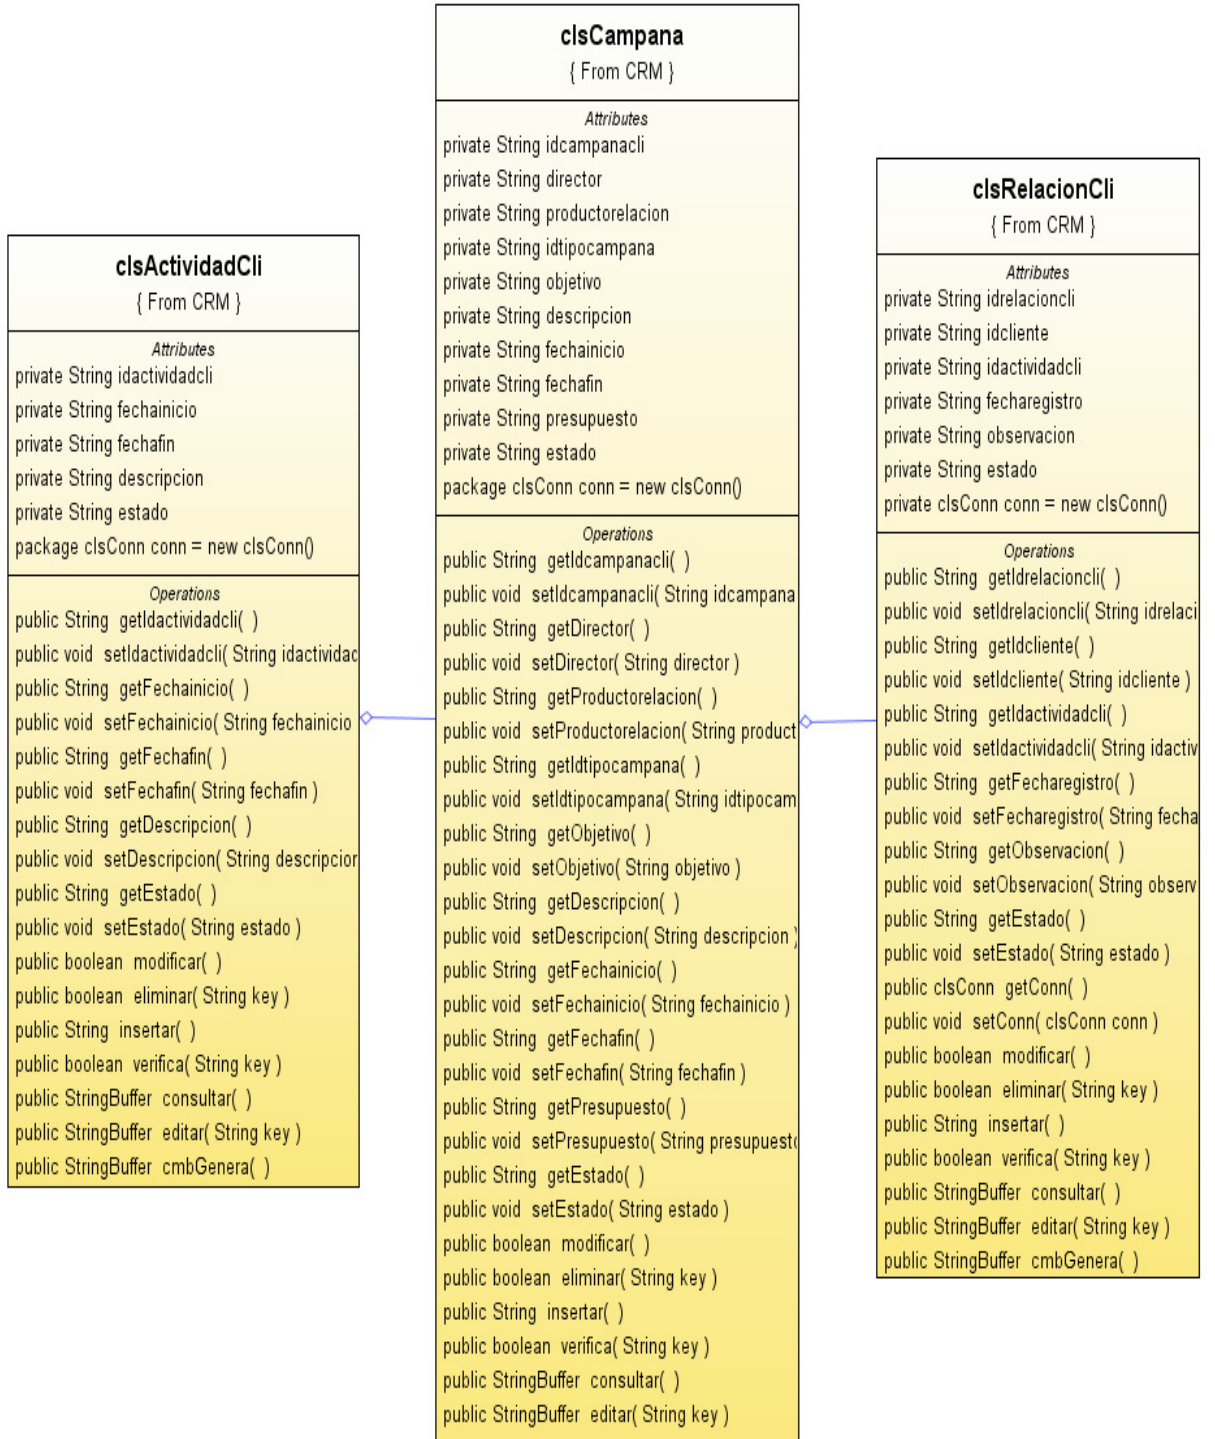 clsActividadCli
{ From CRM }
Attributes
private String idactividadcli
private String fechainicio
private String fechafin
private String descripcion
private String estado
package clsConn conn = new clsConn()
Operations
public String getIdactividadcli( )
public void setIdactividadcli( String idactividac
public String getFechainicio( )
public void setFechainicio( String fechainicio
public String getFechafin( )
public void setFechafin( String fechafin )
public String getDescripcion( )
public void setDescripcion( String descripcior
public String getEstado( )
public void setEstado( String estado )
public boolean modificar( )
public boolean eliminar( String key )
public String insertar( )
public boolean verifica( String key )
public StringBuffer consultar( )
public StringBuffer editar( String key )
public StringBuffer cmbGenera( )
clsCampana
{ From CRM }
Attributes
private String idcampanacli
private String director
private String productorelacion
private String idtipocampana
private String objetivo
private String descripcion
private String fechainicio
private String fechafin
private String presupuesto
private String estado
package clsConn conn = new clsConn()
Operations
public String getIdcampanacli( )
public void setIdcampanacli( String idcampana
public String getDirector( )
public void setDirector( String director )
public String getProductorelacion( )
public void setProductorelacion( String product
public String getIdtipocampana( )
public void setIdtipocampana( String idtipocam
public String getObjetivo( )
public void setObjetivo( String objetivo )
public String getDescripcion( )
public void setDescripcion( String descripcion )
public String getFechainicio( )
public void setFechainicio( String fechainicio )
public String getFechafin( )
public void setFechafin( String fechafin )
public String getPresupuesto( )
public void setPresupuesto( String presupuesto
public String getEstado( )
public void setEstado( String estado )
public boolean modificar( )
public boolean eliminar( String key )
public String insertar( )
public boolean verifica( String key )
public StringBuffer consultar( )
public StringBuffer editar( String key )
clsRelacionCli
{ From CRM }
Attributes
private String idrelacioncli
private String idcliente
private String idactividadcli
private String fecharegistro
private String observacion
private String estado
private clsConn conn = new clsConn()
Operations
public String getIdrelacioncli( )
public void setIdrelacioncli( String idrelaci
public String getIdcliente( )
public void setIdcliente( String idcliente )
public String getIdactividadcli( )
public void setIdactividadcli( String idactiv
public String getFecharegistro( )
public void setFecharegistro( String fecha
public String getObservacion( )
public void setObservacion( String observ
public String getEstado( )
public void setEstado( String estado )
public clsConn getConn( )
public void setConn( clsConn conn )
public boolean modificar( )
public boolean eliminar( String key )
public String insertar( )
public boolean verifica( String key )
public StringBuffer consultar( )
public StringBuffer editar( String key )
public StringBuffer cmbGenera( )